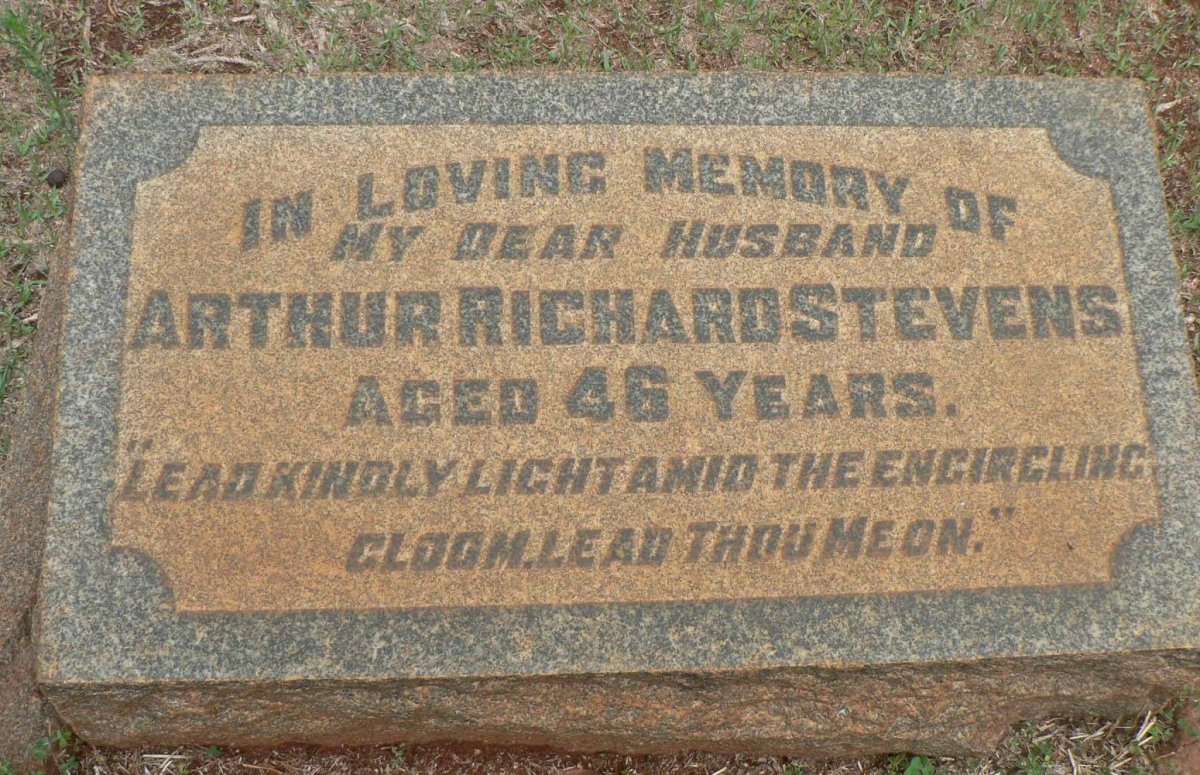 IN LOVING MEMORY OF
MY DEAR HUSBAND
ARTHUR RICHARD STEVENS
AGED 46 YEARS.
"LEAD KINDLY LIGHT AMID THE ENCIRCLING
GLOOM, LEAD THOU ME ON."